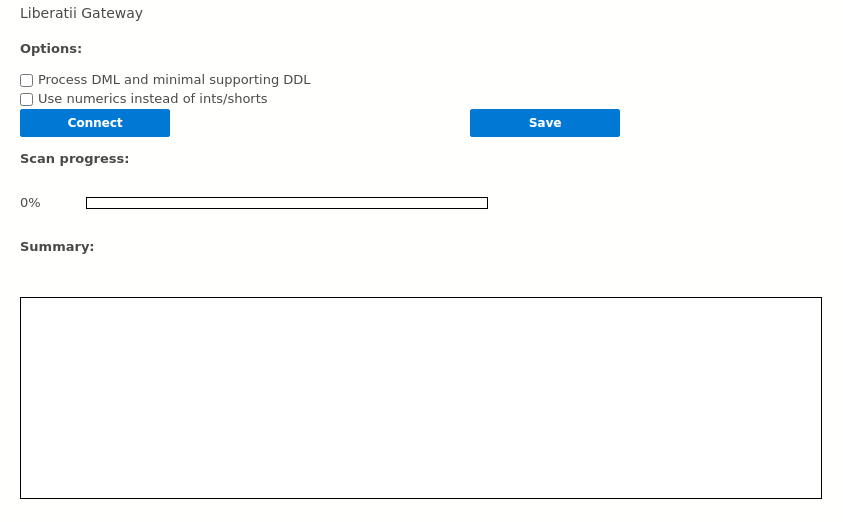 Liberatii Gateway
Options:
Process DML and minimal supporting DDL
Use numerics instead of ints/shorts
Connect Save
Scan progress:
0%
Summary: